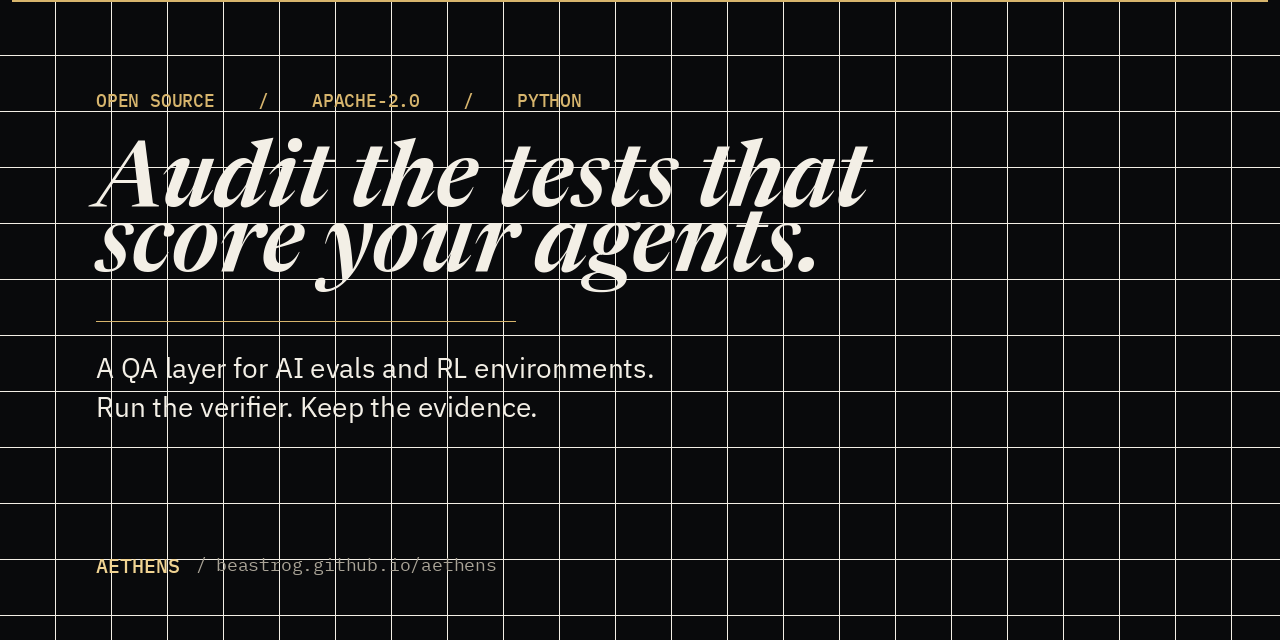 OPEN SOURCE / APACHE-2.0 / PYTHON
Audit the tests that
score your agents.
A QA layer for AI evals and RL environments.
Run the verifier. Keep the evidence.
AETHENS / beastrog.github.io/aethens